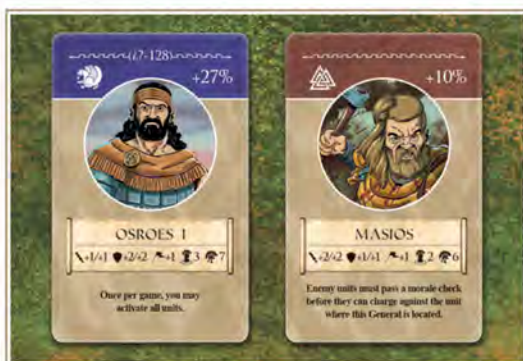 (¿?-128)
+27%
OSROES I
+1/+1 +2/+2 +1 3 7
Once per game, you may
activate all units.
+10%
MASIOS
+2/+2 +1/+1 +1 2 6
Enemy units must pass a morale check
before they can charge against the unit
where this General is located.